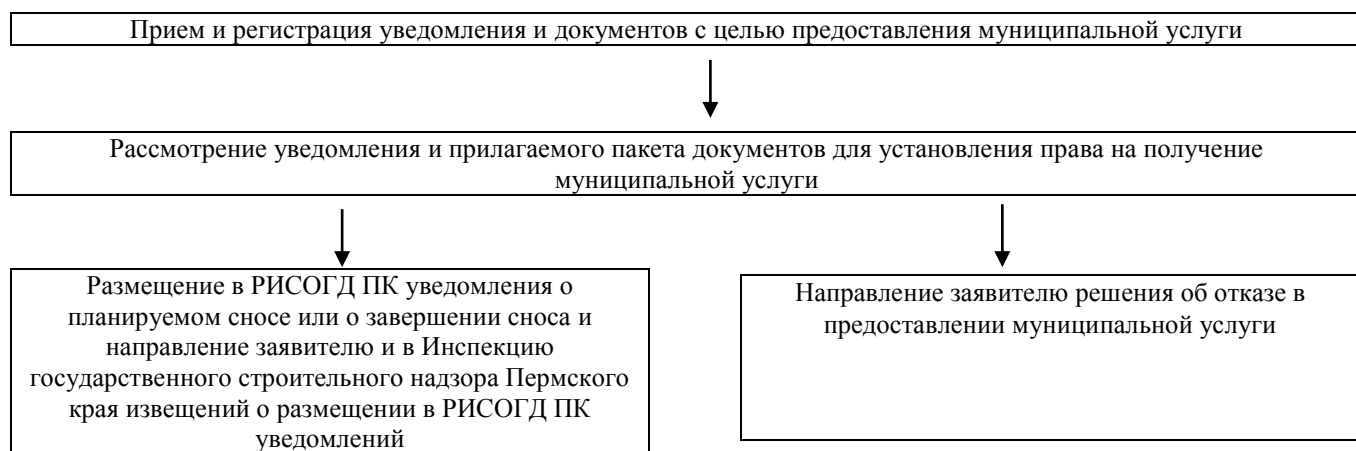 Прием и регистрация уведомления и документов с целью предоставления муниципальной услуги
Рассмотрение уведомления и прилагаемого пакета документов для установления права на получение
муниципальной услуги
Размещение в РИСОГД ПК уведомления о
планируемом сносе или о завершении сноса и
направление заявителю и в Инспекцию
государственного строительного надзора Пермского
края извещений о размещении в РИСОГД ПК
уведомлений
Направление заявителю решения об отказе в
предоставлении муниципальной услуги